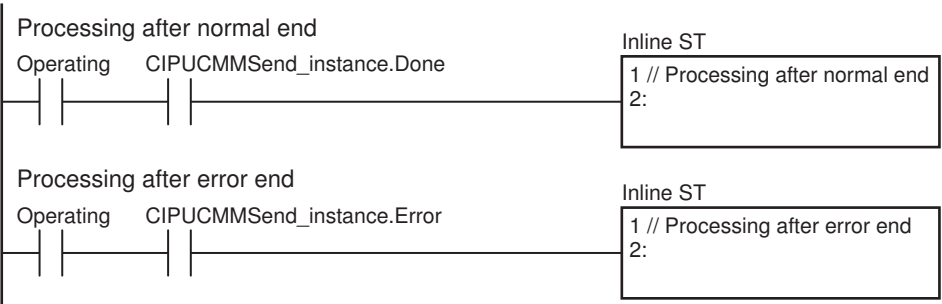 Processing after normal end
Operating CIPUCMMSend_instance.Done
Inline ST
1 // Processing after normal end
2:
Processing after error end
Operating CIPUCMMSend_instance.Error
Inline ST
1 // Processing after error end
2: